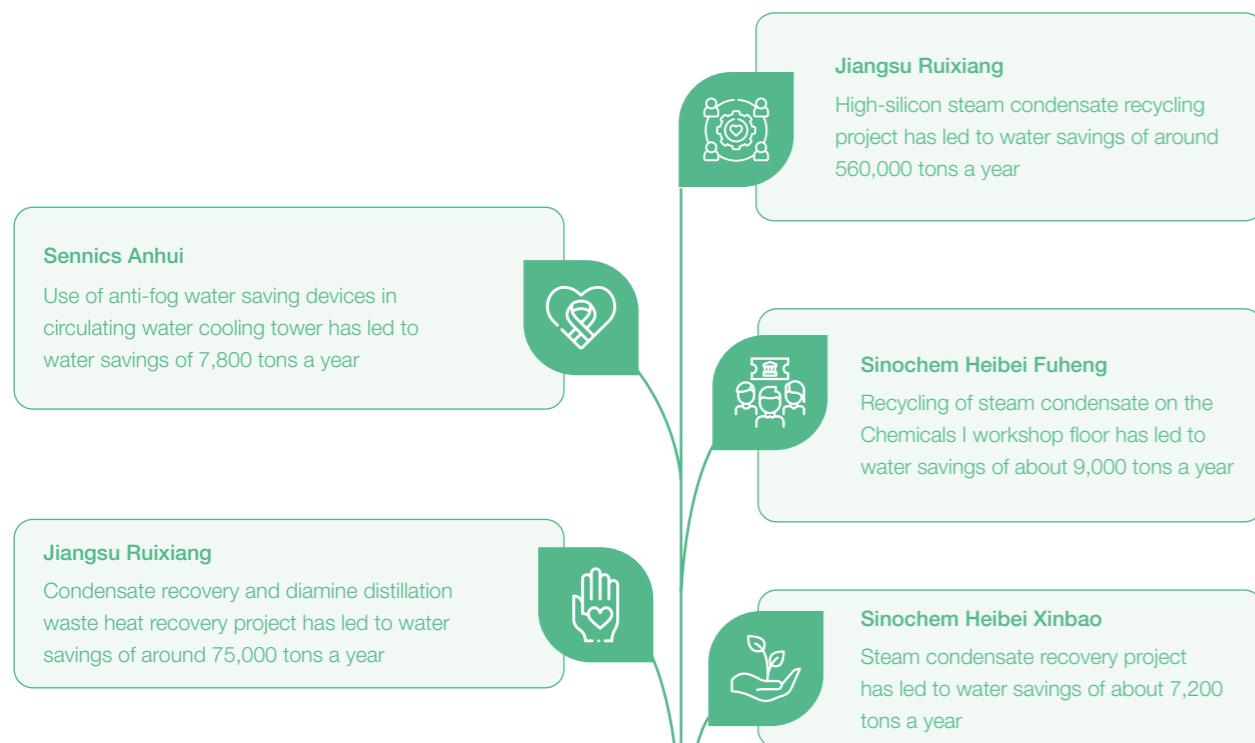 Jiangsu Ruixiang
High-silicon steam condensate recycling
project has led to water savings of around
560,000 tons a year
Sennics Anhui
Use of anti-fog water saving devices in
circulating water cooling tower has led to
water savings of 7,800 tons a year
Sinochem Heibei Fuheng
Recycling of steam condensate on the
Chemicals I workshop floor has led to
water savings of about 9,000 tons a year
Jiangsu Ruixiang
Condensate recovery and diamine distillation
waste heat recovery project has led to water
savings of around 75,000 tons a year
Sinochem Heibei Xinbao
Steam condensate recovery project
has led to water savings of about 7,200
tons a year